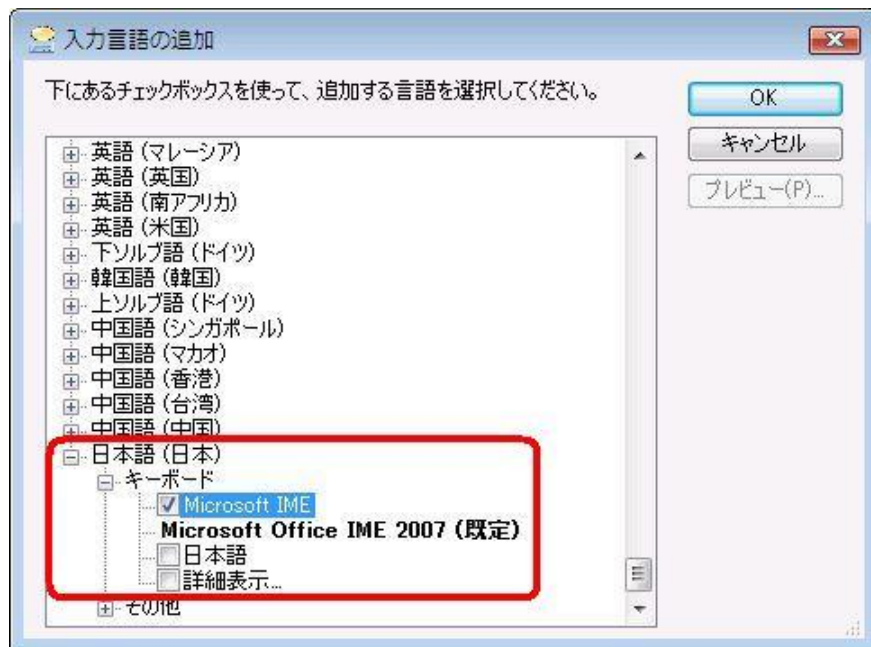 入力言語の追加
下にあるチェックボックスを使って、追加する言語を選択してください。
OK
キャンセル
プレビュー(P)...
英語 (マレーシア)
英語 (英国)
英語 (南アフリカ)
英語 (米国)
下ソルブ語 (ドイツ)
韓国語 (韓国)
上ソルブ語 (ドイツ)
中国語 (シンガポール)
中国語 (マカオ)
中国語 (香港)
中国語 (台湾)
中国語 (中国)
日本語 (日本)
キーボード
Microsoft IME
Microsoft Office IME 2007 (既定)
日本語
詳細表示...
その他